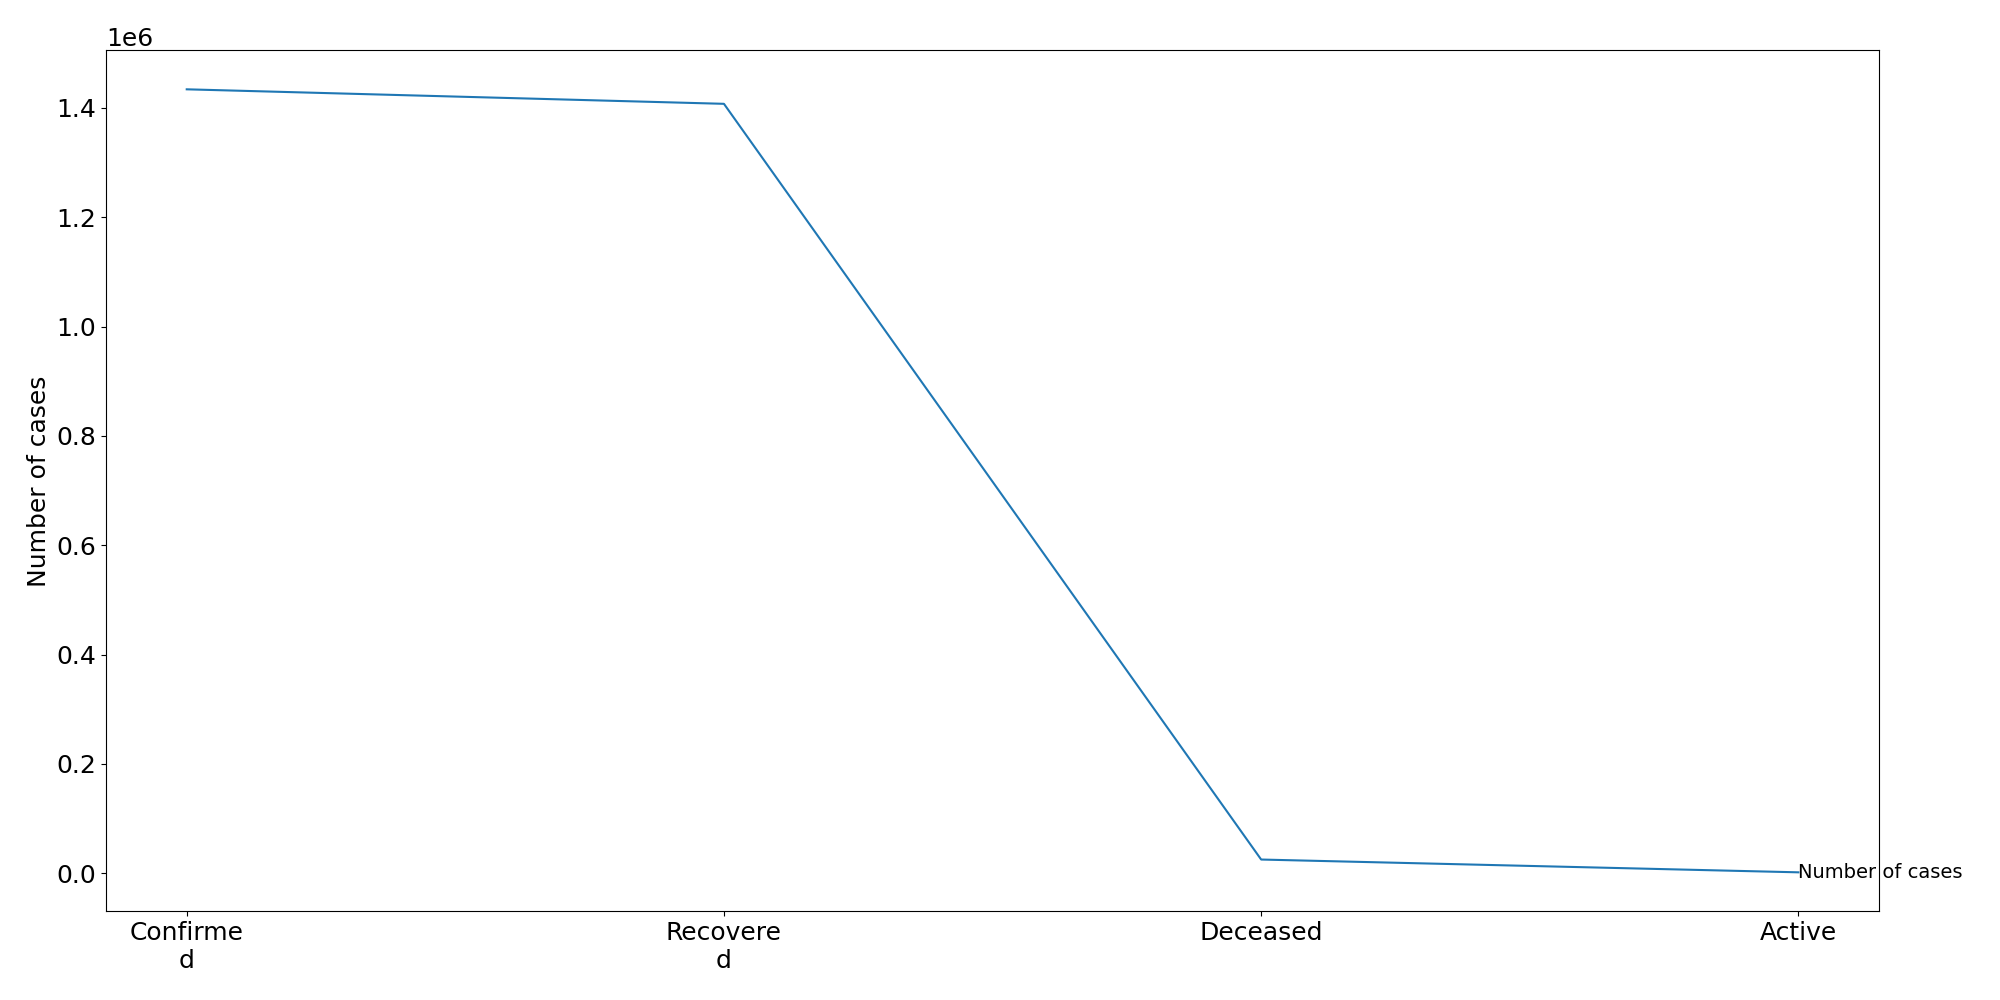 1e6
1.4
1.2
1.0
0.8
0.6
0.4
0.2
0.0
Number of cases
Number of cases
Confirme
d
Recovere
d
Deceased
Active